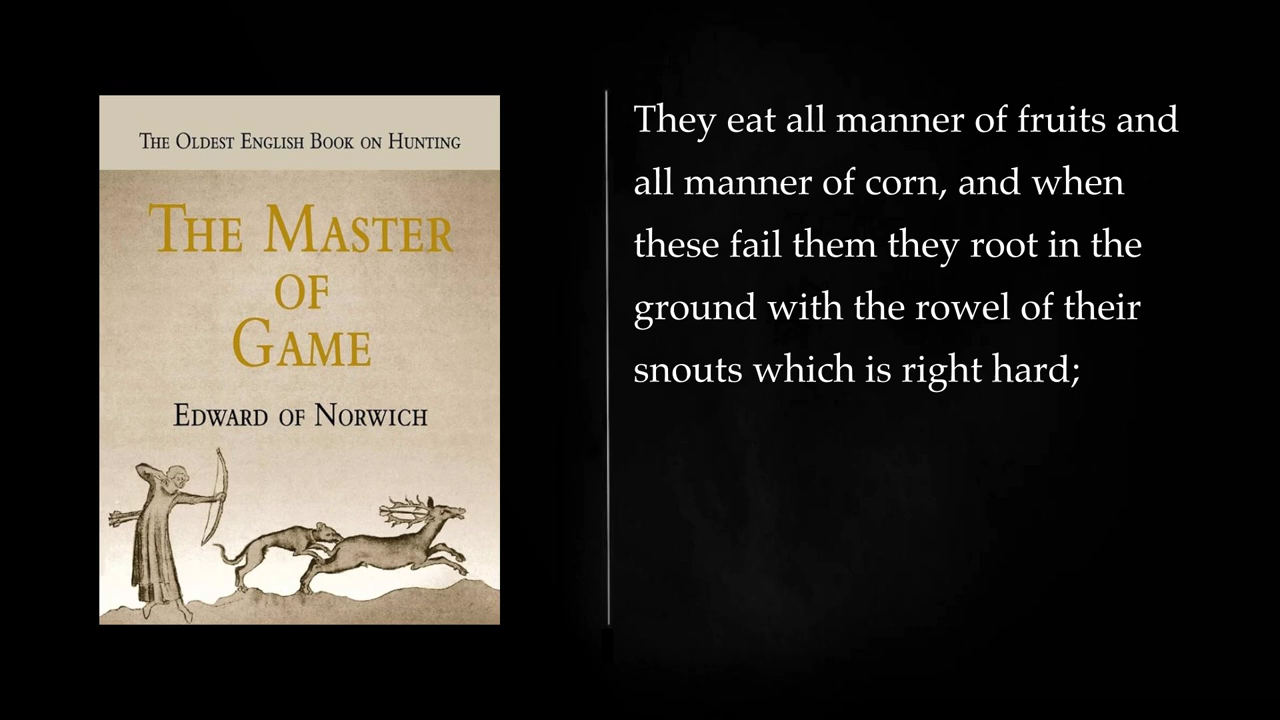 The Oldest English Book on Hunting
The Master
of
Game
Edward of Norwich
They eat all manner of fruits and
all manner of corn, and when
these fail them they root in the
ground with the rowel of their
snouts which is right hard;